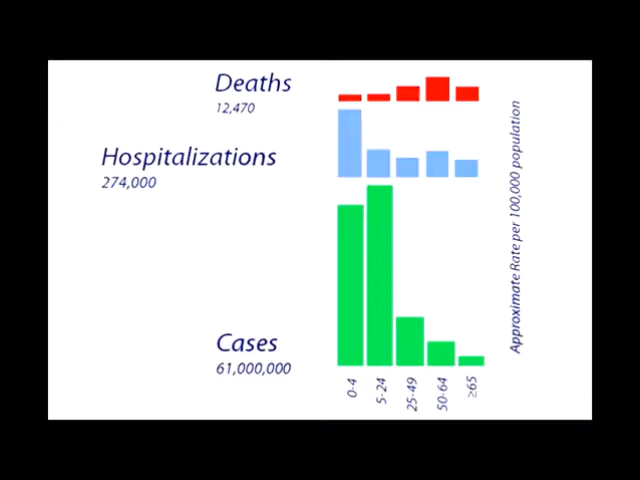 Deaths
12,470
Hospitalizations
274,000
Cases
61,000,000
Approximate Rate per 100,000 population
0-4
5-24
25-49
50-64
≥65